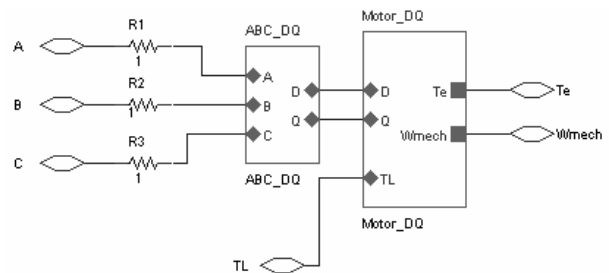 Motor_DQ
R1
ABC_DQ
A
1
A
R2
D
D
Te
Te
B
1
B
Q
Q
R3
C
Wmech
Wmech
C
1
ABC_DQ
TL
Motor_DQ
TL